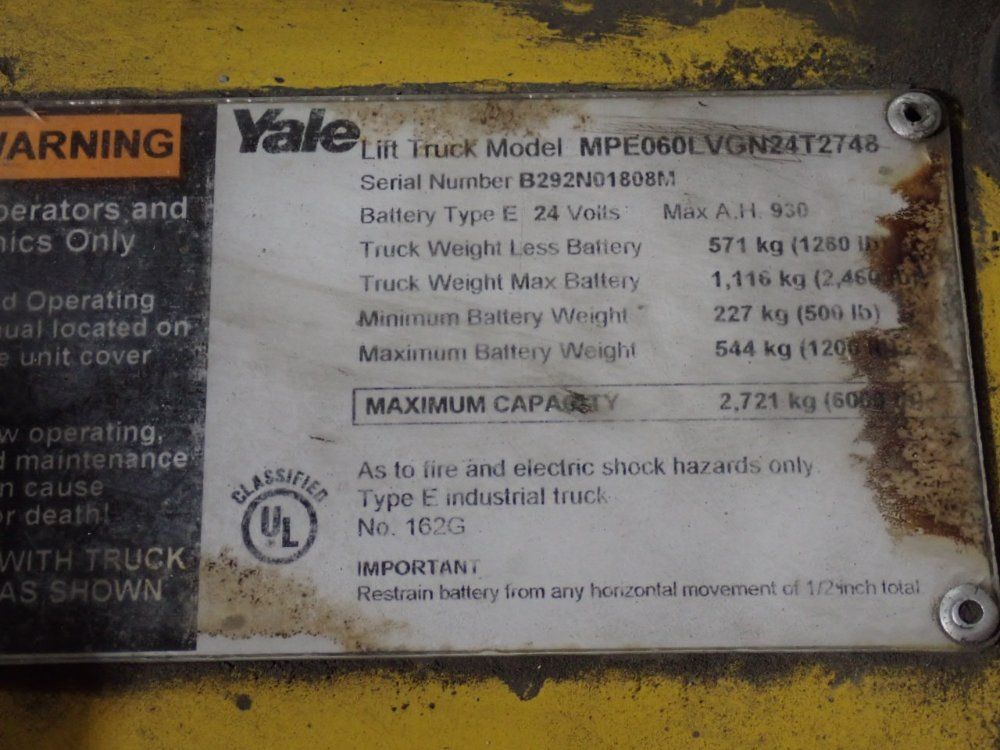 WARNING
perators and
nics Only
d Operating
nual located on
e unit cover
w operating,
d maintenance
n cause
or death!
WITH TRUCK
AS SHOWN
Yale
Lift Truck Model MPE060LVGN24T2748
Serial Number B292N01808M
Battery Type E 24 Volts Max A.H. 930
Truck Weight Less Battery 571 kg (1260 lb)
Truck Weight Max Battery 1,116 kg (2,460
Minimum Battery Weight 227 kg (500 lb)
Maximum Battery Weight 544 kg (1200
MAXIMUM CAPACITY 2,721 kg (6000
CLASSIFIED
UL
As to fire and electric shock hazards only.
Type E industrial truck
No. 162G
IMPORTANT
Restrain battery from any horizontal movement of 1/2 inch total.